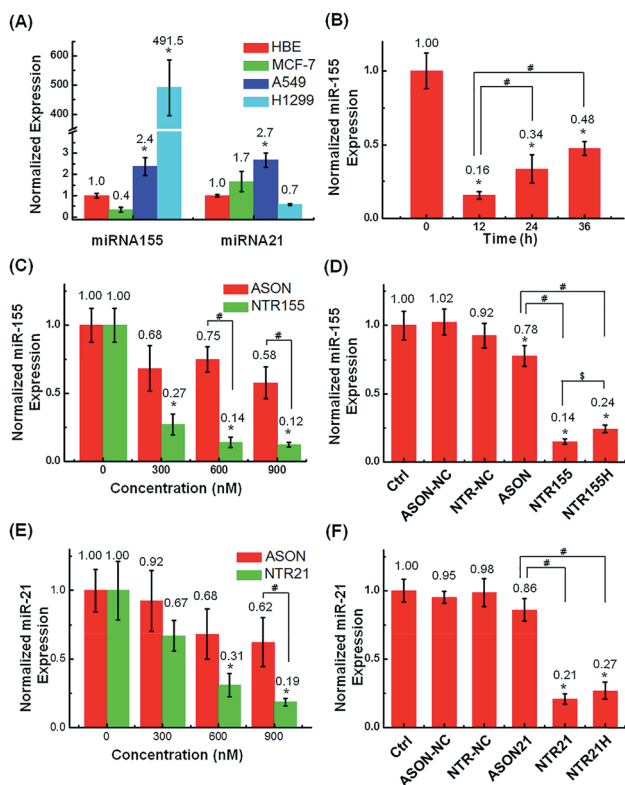 (A)
Normalized Expression
600
500
400
3
2
1
0
HBE
MCF-7
A549
H1299
1.0
0.4
2.4
*
491.5
*
1.0
1.7
2.7
*
0.7
miRNA155 miRNA21
(B)
Normalized miR-155
Expression
1.0
0.5
0.0
1.00
0.16
*
0.34
*
0.48
*
#
#
0 12 24 36
Time (h)
(C)
Normalized miR-155
Expression
1.0
0.5
0.0
ASON
NTR155
1.00 1.00
0.68
0.27
*
0.75
0.14
*
#
0.58
0.12
*
#
0 300 600 900
Concentration (nM)
(D)
Normalized miR-155
Expression
1.0
0.5
0.0
1.00
1.02
0.92
0.78
*
0.14
*
0.24
*
#
#
$
Ctrl
ASON-NC
NTR-NC
ASON
NTR155
NTR155H
(E)
Normalized miR-21
Expression
1.0
0.5
0.0
ASON
NTR21
1.00 1.00
0.92
0.67
0.68
0.31
*
0.62
0.19
*
#
0 300 600 900
Concentration (nM)
(F)
Normalized miR-21
Expression
1.0
0.5
0.0
1.00
0.95
0.98
0.86
0.21
*
0.27
*
#
#
Ctrl
ASON-NC
NTR-NC
ASON21
NTR21
NTR21H